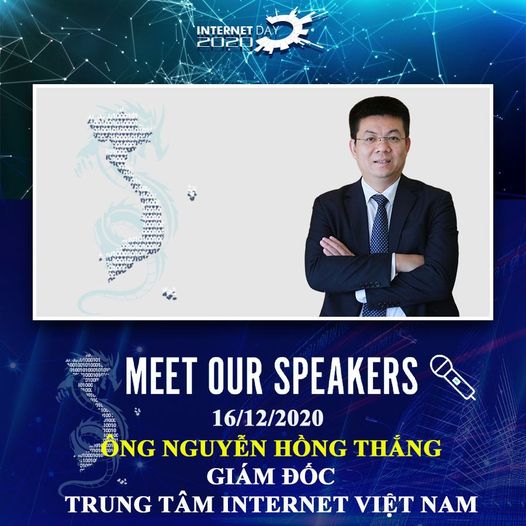 INTERNET DAY
2020
MEET OUR SPEAKERS
16/12/2020
ÔNG NGUYỄN HỒNG THẮNG
GIÁM ĐỐC
TRUNG TÂM INTERNET VIỆT NAM